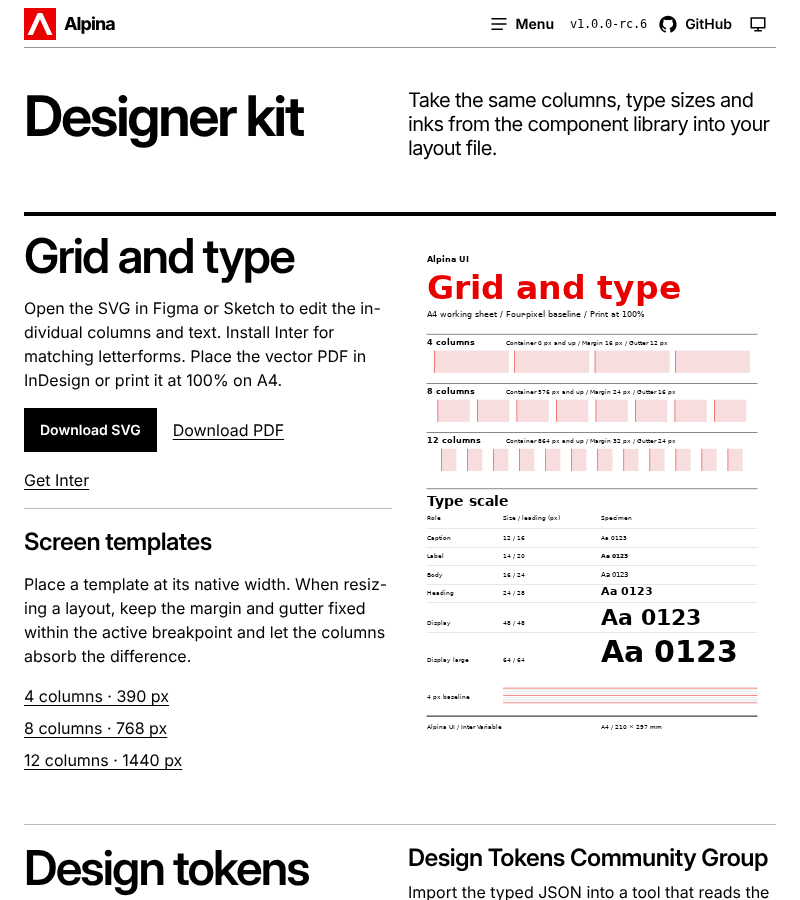 Alpina
Menu
v1.0.0-rc.6
GitHub
Designer kit
Take the same columns, type sizes and
inks from the component library into your
layout file.
Grid and type
Open the SVG in Figma or Sketch to edit the in-
dividual columns and text. Install Inter for
matching letterforms. Place the vector PDF in
InDesign or print it at 100% on A4.
Download SVG
Download PDF
Get Inter
Screen templates
Place a template at its native width. When resiz-
ing a layout, keep the margin and gutter fixed
within the active breakpoint and let the columns
absorb the difference.
4 columns · 390 px
8 columns · 768 px
12 columns · 1440 px
Alpina UI
Grid and type
A4 working sheet / Four-pixel baseline / Print at 100%
4 columns Container 0 px and up / Margin 16 px / Gutter 12 px
8 columns Container 576 px and up / Margin 24 px / Gutter 16 px
12 columns Container 864 px and up / Margin 32 px / Gutter 24 px
Type scale
Role Size / leading (px) Specimen
Caption 12 / 16 Aa 0123
Label 14 / 20 Aa 0123
Body 16 / 24 Aa 0123
Heading 24 / 28 Aa 0123
Display 48 / 48 Aa 0123
Display large 64 / 64 Aa 0123
4 px baseline
Alpina UI / Inter Variable A4 / 210 × 297 mm
Design tokens
Design Tokens Community Group
Import the typed JSON into a tool that reads the